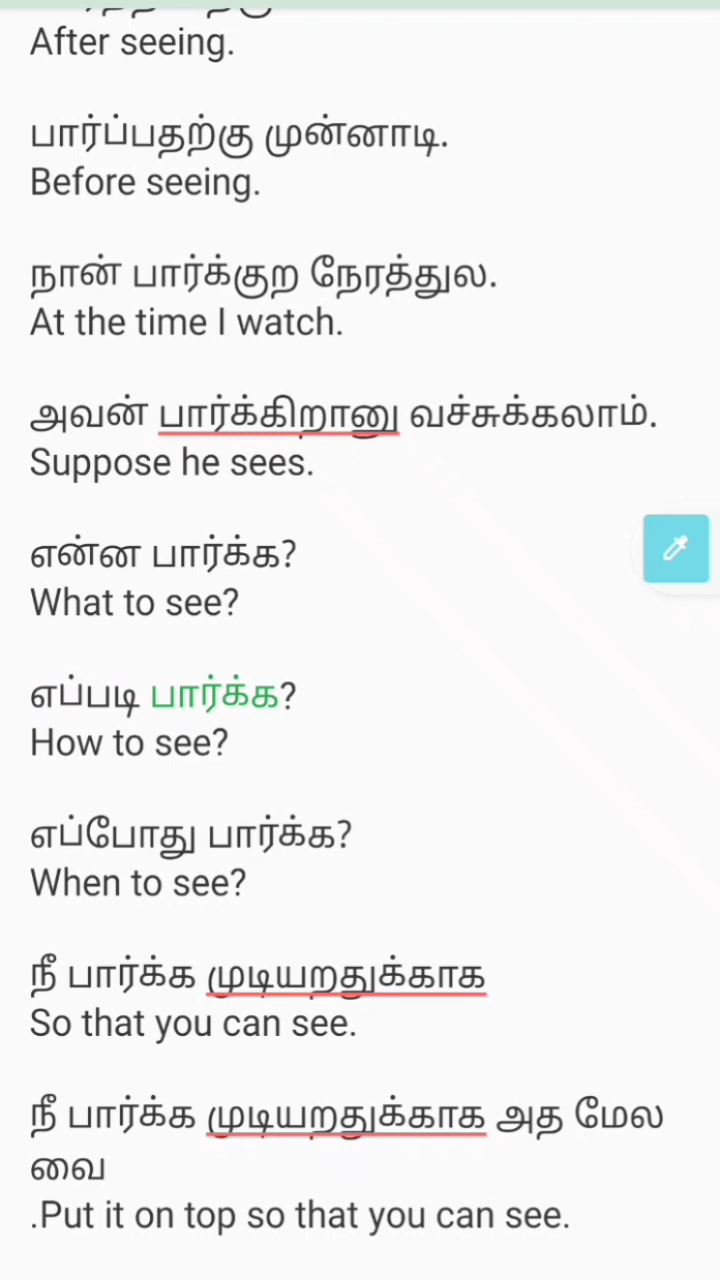 After seeing.
பார்ப்பதற்கு முன்னாடி.
Before seeing.
நான் பார்க்குற நேரத்துல.
At the time I watch.
அவன் பார்க்கிறானு வச்சுக்கலாம்.
Suppose he sees.
என்ன பார்க்க?
What to see?
எப்படி பார்க்க?
How to see?
எப்போது பார்க்க?
When to see?
நீ பார்க்க முடியறதுக்காக
So that you can see.
நீ பார்க்க முடியறதுக்காக அத மேல
வை
.Put it on top so that you can see.